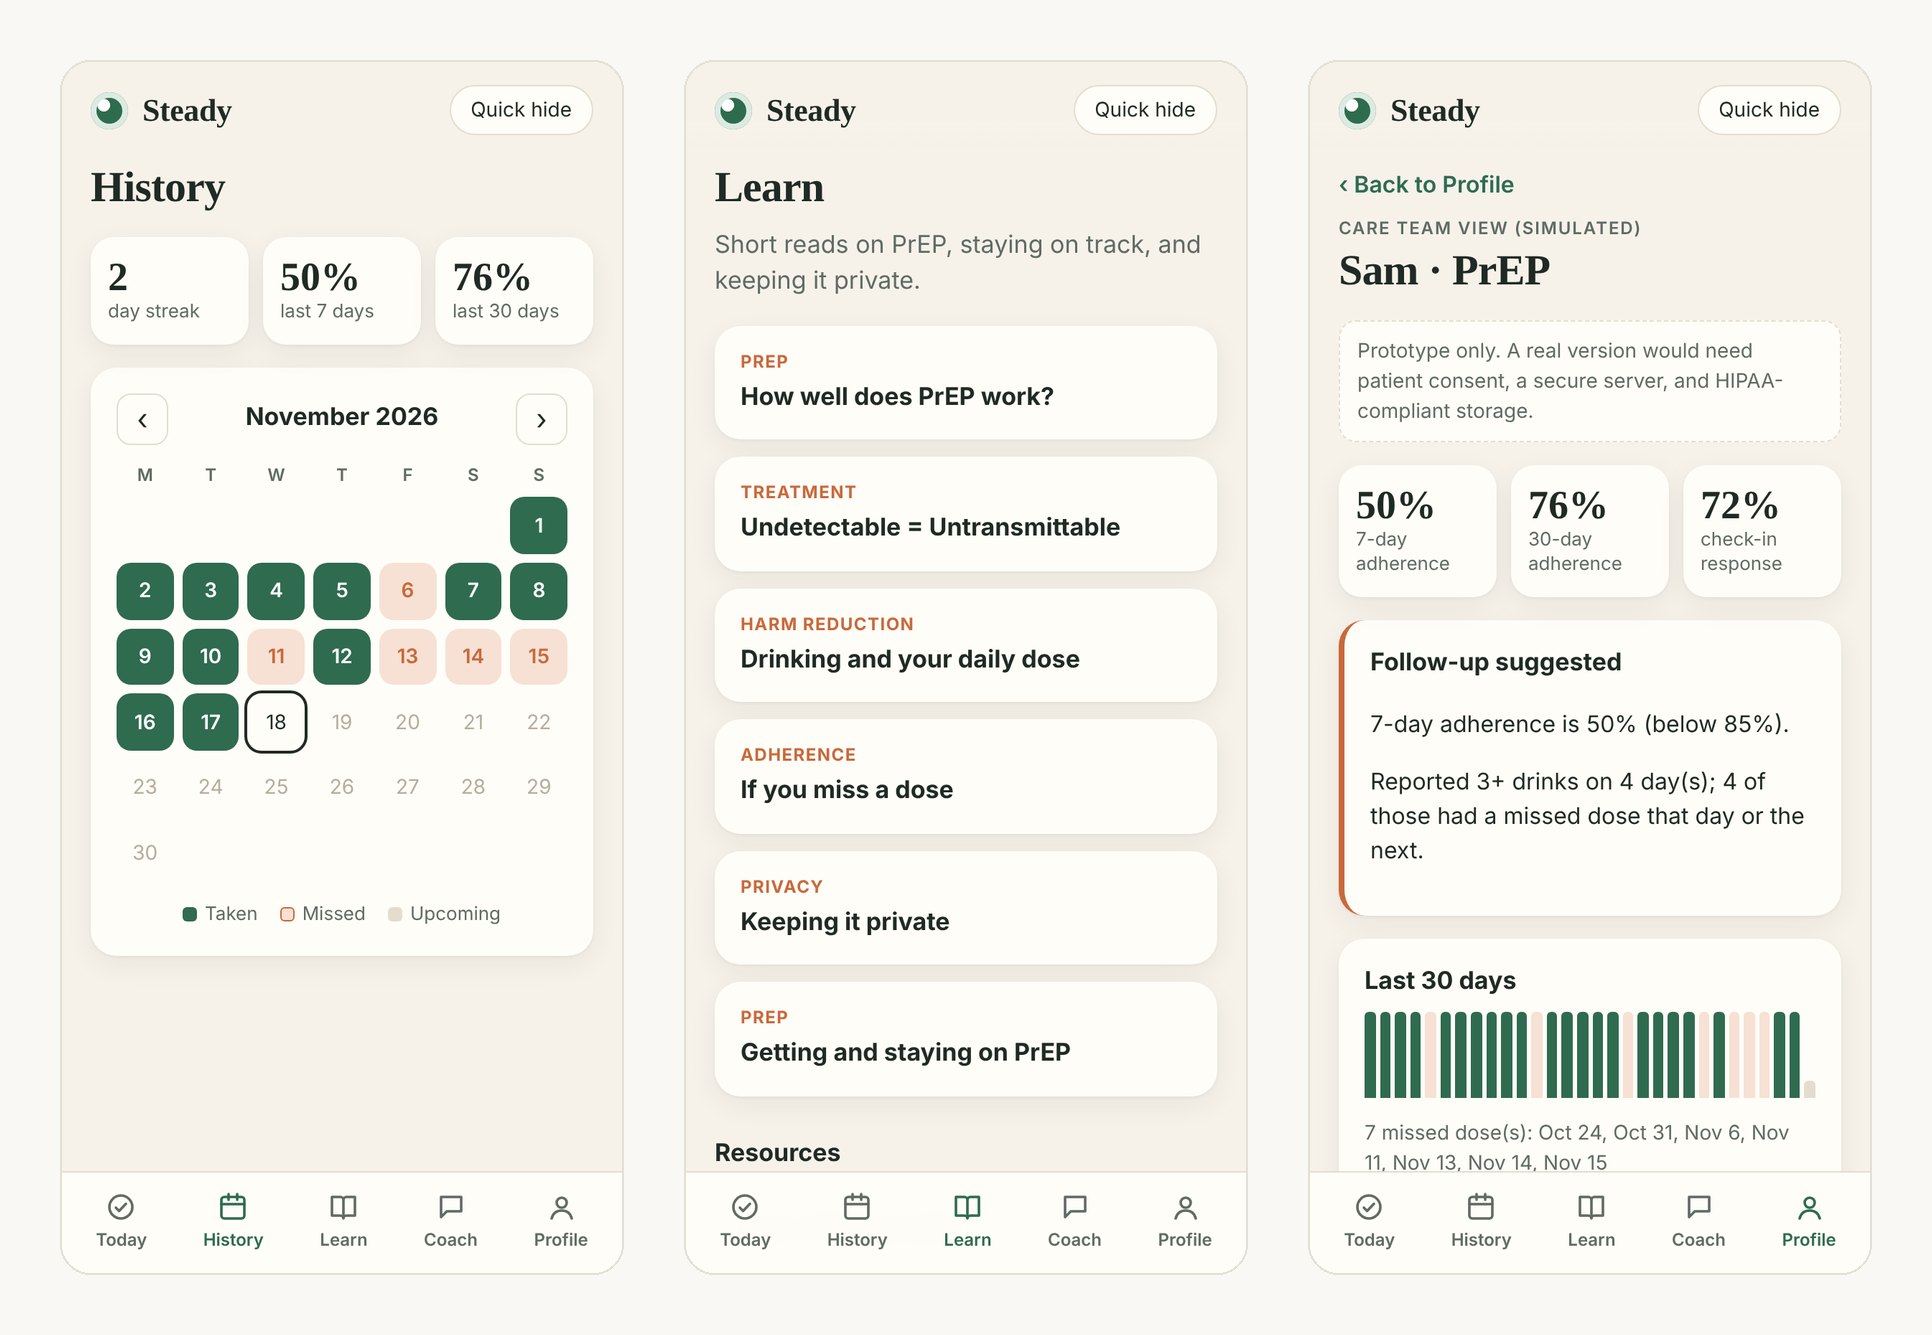 Steady
Quick hide
History
2
day streak
50%
last 7 days
76%
last 30 days
‹
November 2026
›
M T W T F S S
1
2 3 4 5 6 7 8
9 10 11 12 13 14 15
16 17 18 19 20 21 22
23 24 25 26 27 28 29
30
Taken Missed Upcoming
Today History Learn Coach Profile
Steady
Quick hide
Learn
Short reads on PrEP, staying on track, and
keeping it private.
PREP
How well does PrEP work?
TREATMENT
Undetectable = Untransmittable
HARM REDUCTION
Drinking and your daily dose
ADHERENCE
If you miss a dose
PRIVACY
Keeping it private
PREP
Getting and staying on PrEP
Resources
Today History Learn Coach Profile
Steady
Quick hide
‹ Back to Profile
CARE TEAM VIEW (SIMULATED)
Sam · PrEP
Prototype only. A real version would need
patient consent, a secure server, and HIPAA-
compliant storage.
50%
7-day
adherence
76%
30-day
adherence
72%
check-in
response
Follow-up suggested
7-day adherence is 50% (below 85%).
Reported 3+ drinks on 4 day(s); 4 of
those had a missed dose that day or the
next.
Last 30 days
7 missed dose(s): Oct 24, Oct 31, Nov 6, Nov
11, Nov 13, Nov 14, Nov 15
Today History Learn Coach Profile